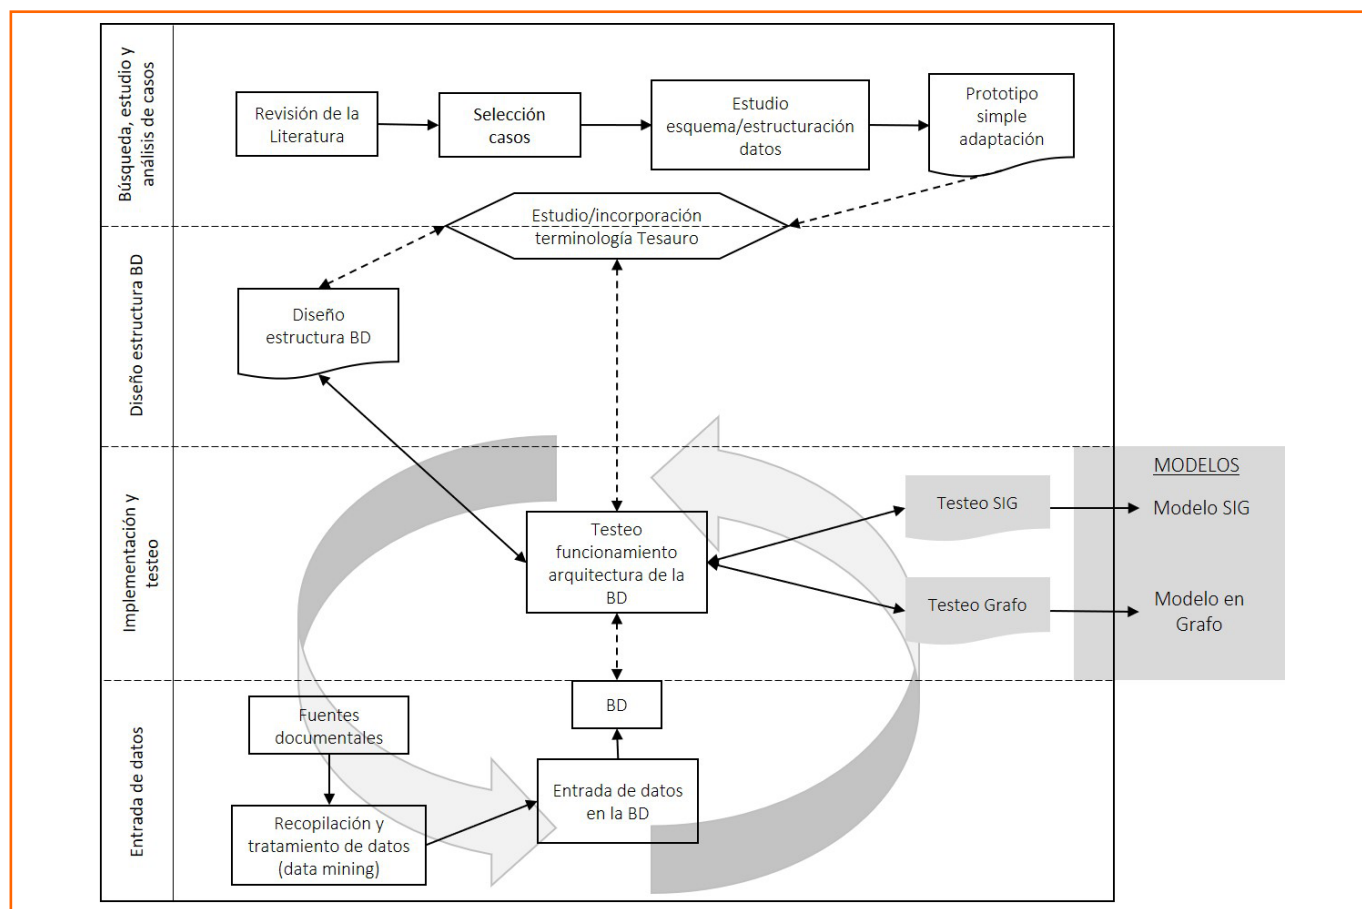 Búsqueda, estudio y
análisis de casos
Revisión de la
Literatura
Selección
casos
Estudio
esquema/estructuración
datos
Prototipo
simple
adaptación
Estudio/incorporación
terminología Tesauro
Diseño estructura BD
Diseño
estructura BD
Implementación y
testeo
Testeo
funcionamiento
arquitectura de la
BD
Testeo SIG
Testeo Grafo
MODELOS
Modelo SIG
Modelo en
Grafo
Entrada de datos
Fuentes
documentales
Recopilación y
tratamiento de datos
(data mining)
BD
Entrada de datos
en la BD